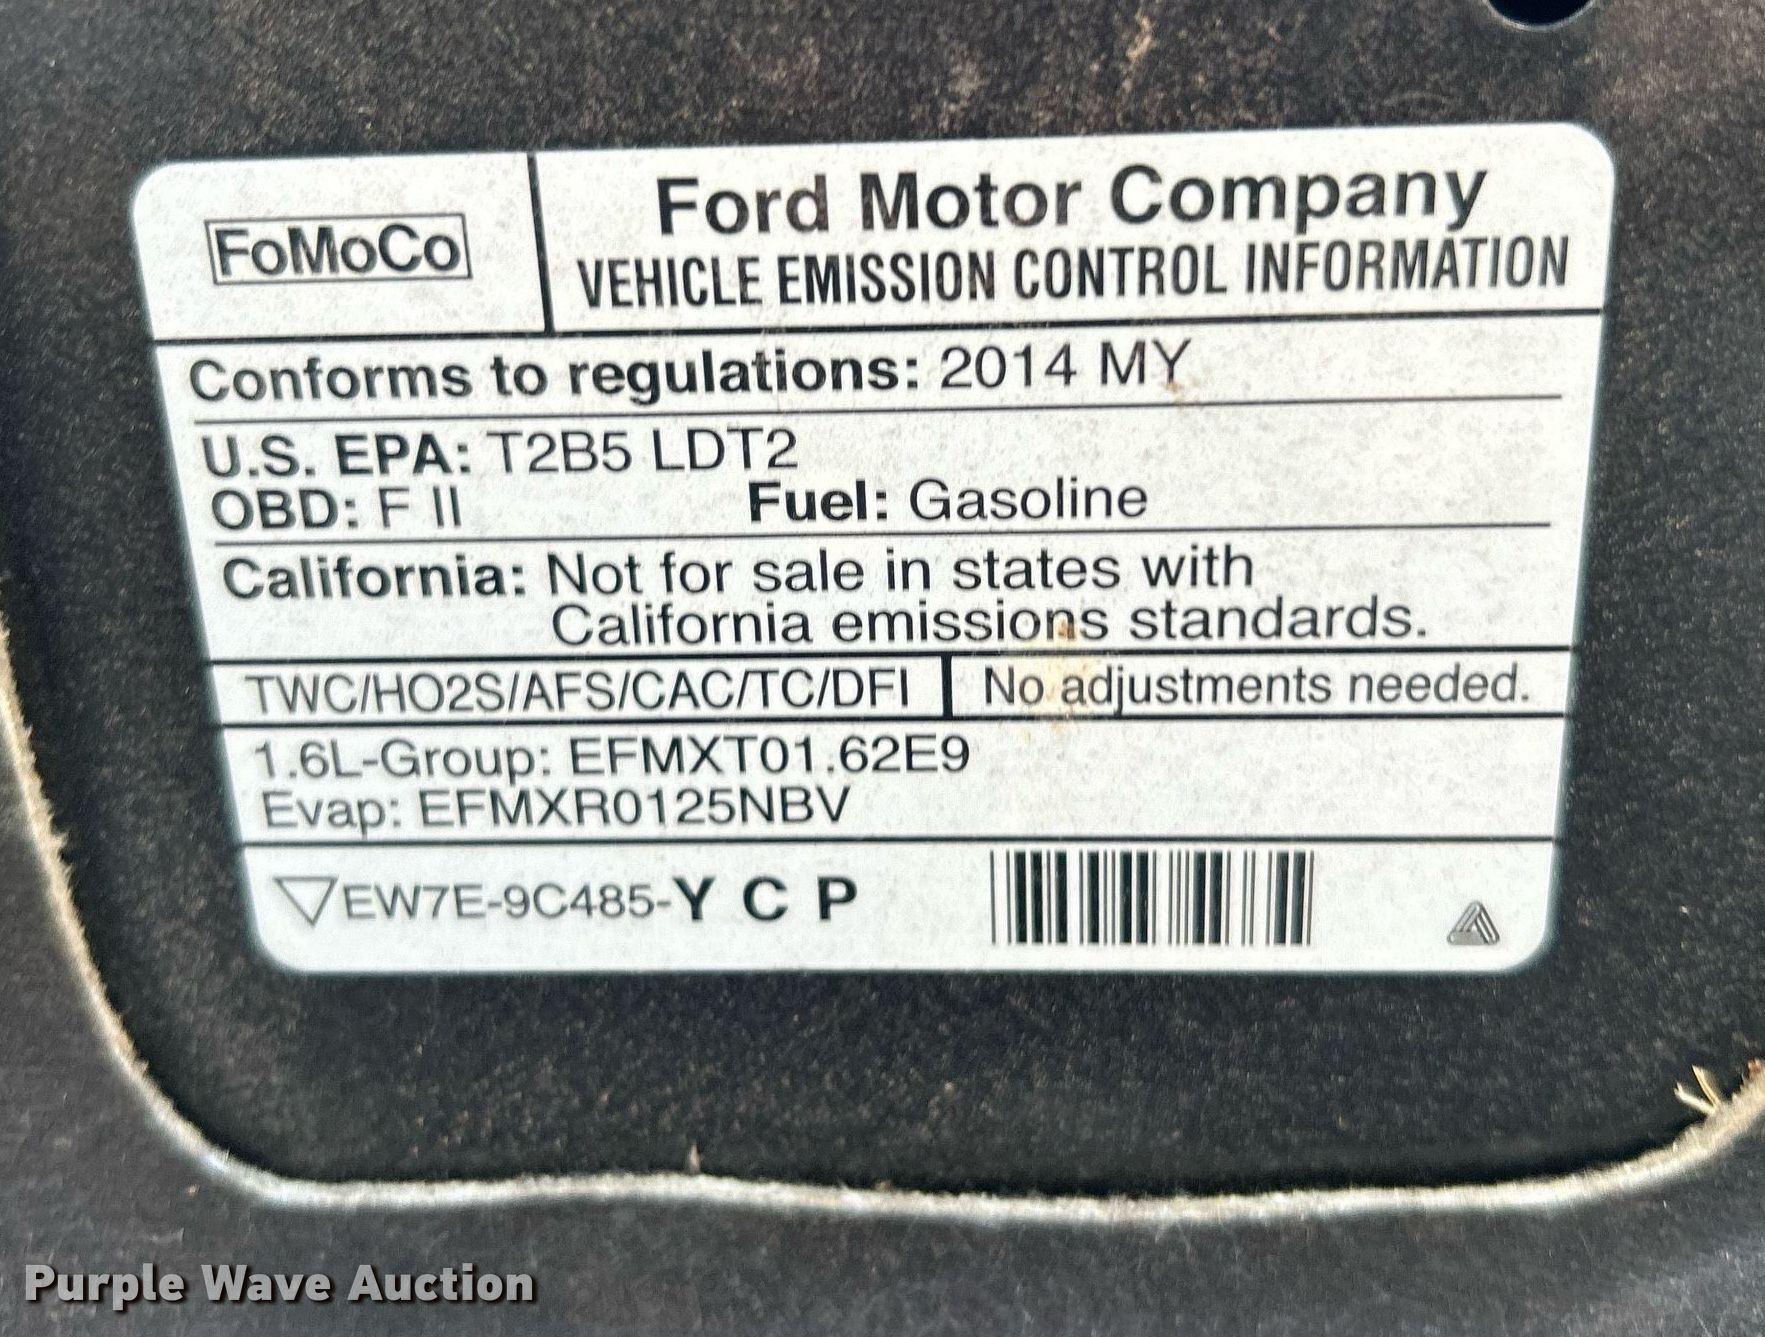 FoMoCo
Ford Motor Company
VEHICLE EMISSION CONTROL INFORMATION
Conforms to regulations: 2014 MY
U.S. EPA: T2B5 LDT2
OBD: F II Fuel: Gasoline
California: Not for sale in states with
California emissions standards.
TWC/HO2S/AFS/CAC/TC/DFI No adjustments needed.
1.6L-Group: EFMXT01.62E9
Evap: EFMXR0125NBV
EW7E-9C485-Y C P
Purple Wave Auction